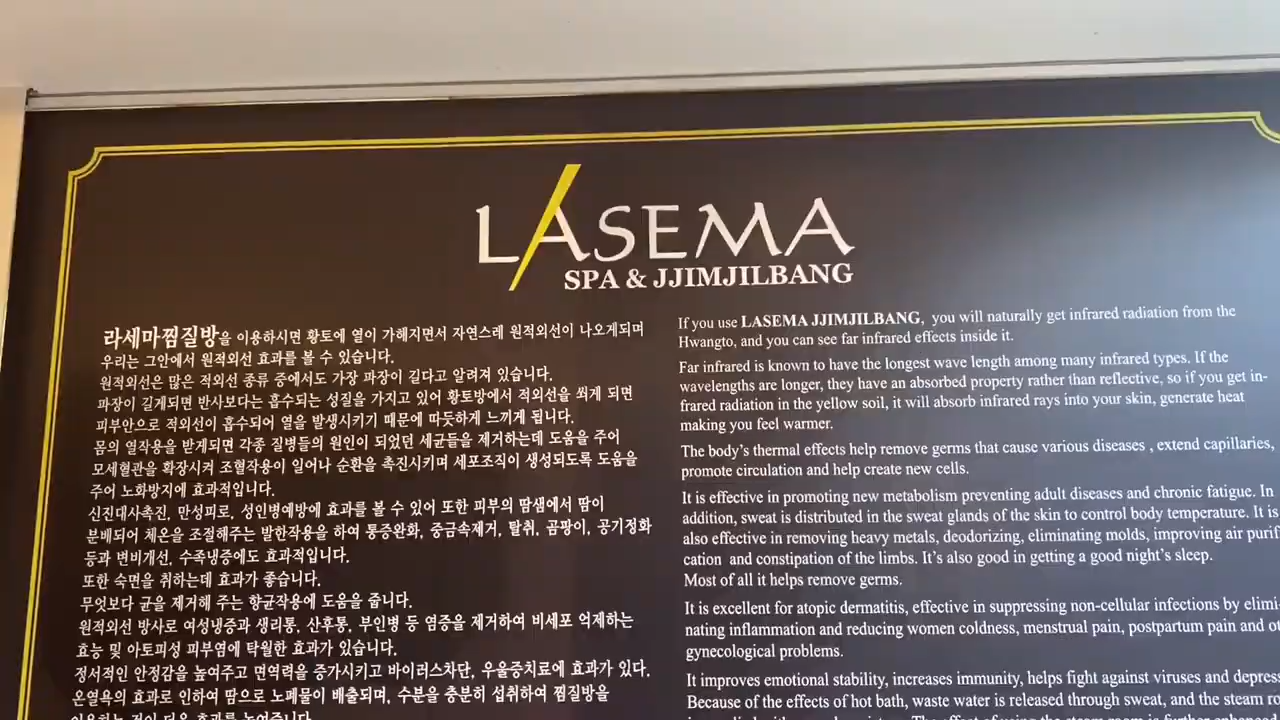 LASEMA
SPA & JJIMJILBANG
라세마찜질방을 이용하시면 황토에 열이 가해지면서 자연스레 원적외선이 나오게되며
우리는 그안에서 원적외선 효과를 볼 수 있습니다.
원적외선은 많은 적외선 종류 중에서도 가장 파장이 길다고 알려져 있습니다.
파장이 길게되면 반사보다는 흡수되는 성질을 가지고 있어 황토방에서 적외선을 쐬게 되면
피부안으로 적외선이 흡수되어 열을 발생시키기 때문에 따듯하게 느끼게 됩니다.
몸의 열작용을 받게되면 각종 질병들의 원인이 되었던 세균들을 제거하는데 도움을 주어
모세혈관을 확장시켜 조혈작용이 일어나 순환을 촉진시키며 세포조직이 생성되도록 도움을
주어 노화방지에 효과적입니다.
신진대사촉진, 만성피로, 성인병예방에 효과를 볼 수 있어 또한 피부의 땀샘에서 땀이
분배되어 체온을 조절해주는 발한작용을 하여 통증완화, 중금속제거, 탈취, 곰팡이, 공기정화
등과 변비개선, 수족냉증에도 효과적입니다.
또한 숙면을 취하는데 효과가 좋습니다.
무엇보다 균을 제거해 주는 향균작용에 도움을 줍니다.
원적외선 방사로 여성냉증과 생리통, 산후통, 부인병 등 염증을 제거하여 비세포 억제하는
효능 및 아토피성 피부염에 탁월한 효과가 있습니다.
정서적인 안정감을 높여주고 면역력을 증가시키고 바이러스차단, 우울증치료에 효과가 있다.
온열욕의 효과로 인하여 땀으로 노폐물이 배출되며, 수분을 충분히 섭취하여 찜질방을
If you use LASEMA JJIMJILBANG, you will naturally get infrared radiation from the
Hwangto, and you can see far infrared effects inside it.
Far infrared is known to have the longest wave length among many infrared types. If the
wavelengths are longer, they have an absorbed property rather than reflective, so if you get in-
frared radiation in the yellow soil, it will absorb infrared rays into your skin, generate heat
making you feel warmer.
The body's thermal effects help remove germs that cause various diseases , extend capillaries,
promote circulation and help create new cells.
It is effective in promoting new metabolism preventing adult diseases and chronic fatigue. In
addition, sweat is distributed in the sweat glands of the skin to control body temperature. It is
also effective in removing heavy metals, deodorizing, eliminating molds, improving air purif
cation and constipation of the limbs. It's also good in getting a good night's sleep.
Most of all it helps remove germs.
It is excellent for atopic dermatitis, effective in suppressing non-cellular infections by elimi-
nating inflammation and reducing women coldness, menstrual pain, postpartum pain and ot
gynecological problems.
It improves emotional stability, increases immunity, helps fight against viruses and depres
Because of the effects of hot bath, waste water is released through sweat, and the steam ro